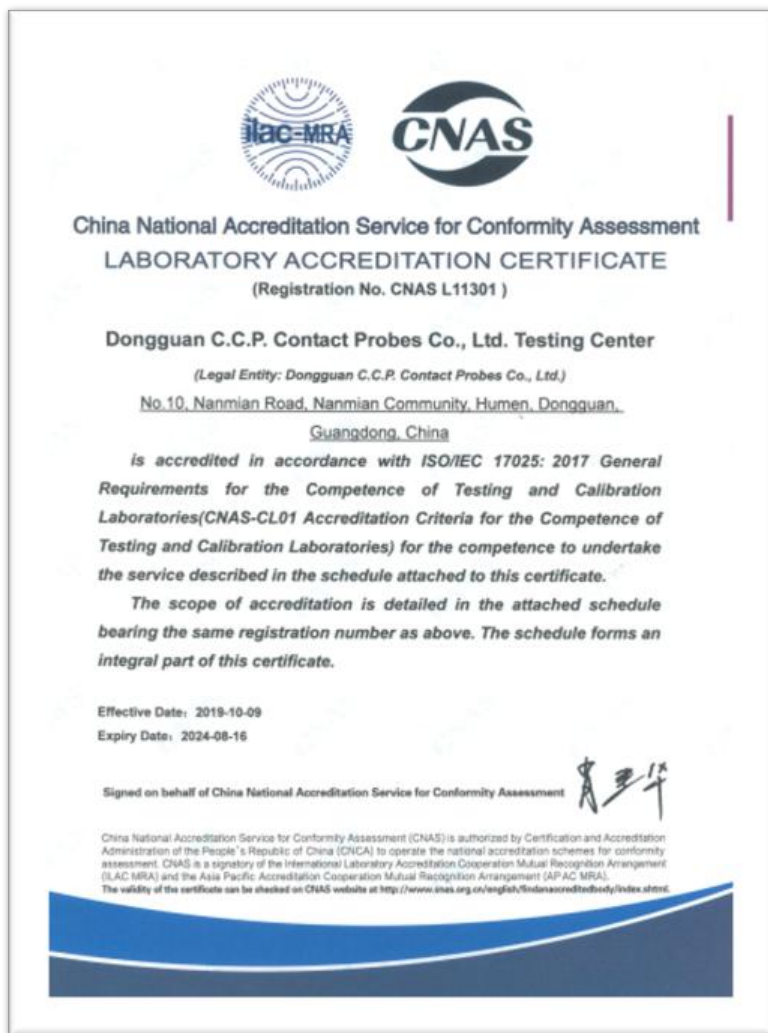 ilac-MRA
CNAS
China National Accreditation Service for Conformity Assessment
LABORATORY ACCREDITATION CERTIFICATE
(Registration No. CNAS L11301 )
Dongguan C.C.P. Contact Probes Co., Ltd. Testing Center
(Legal Entity: Dongguan C.C.P. Contact Probes Co., Ltd.)
No.10, Nanmian Road, Nanmian Community, Humen, Dongguan,
Guangdong, China
is accredited in accordance with ISO/IEC 17025: 2017 General
Requirements for the Competence of Testing and Calibration
Laboratories(CNAS-CL01 Accreditation Criteria for the Competence of
Testing and Calibration Laboratories) for the competence to undertake
the service described in the schedule attached to this certificate.
The scope of accreditation is detailed in the attached schedule
bearing the same registration number as above. The schedule forms an
integral part of this certificate.
Effective Date: 2019-10-09
Expiry Date: 2024-08-16
Signed on behalf of China National Accreditation Service for Conformity Assessment
China National Accreditation Service for Conformity Assessment (CNAS) is authorized by Certification and Accreditation
Administration of the People's Republic of China (CNCA) to operate the national accreditation schemes for conformity
assessment. CNAS is a signatory of the International Laboratory Accreditation Cooperation Mutual Recognition Arrangement
(ILAC MRA) and the Asia Pacific Accreditation Cooperation Mutual Recognition Arrangement (APAC MRA).
The validity of the certificate can be checked on CNAS website at http://www.cnas.org.cn/english/findanaccreditedbody/index.shtml.